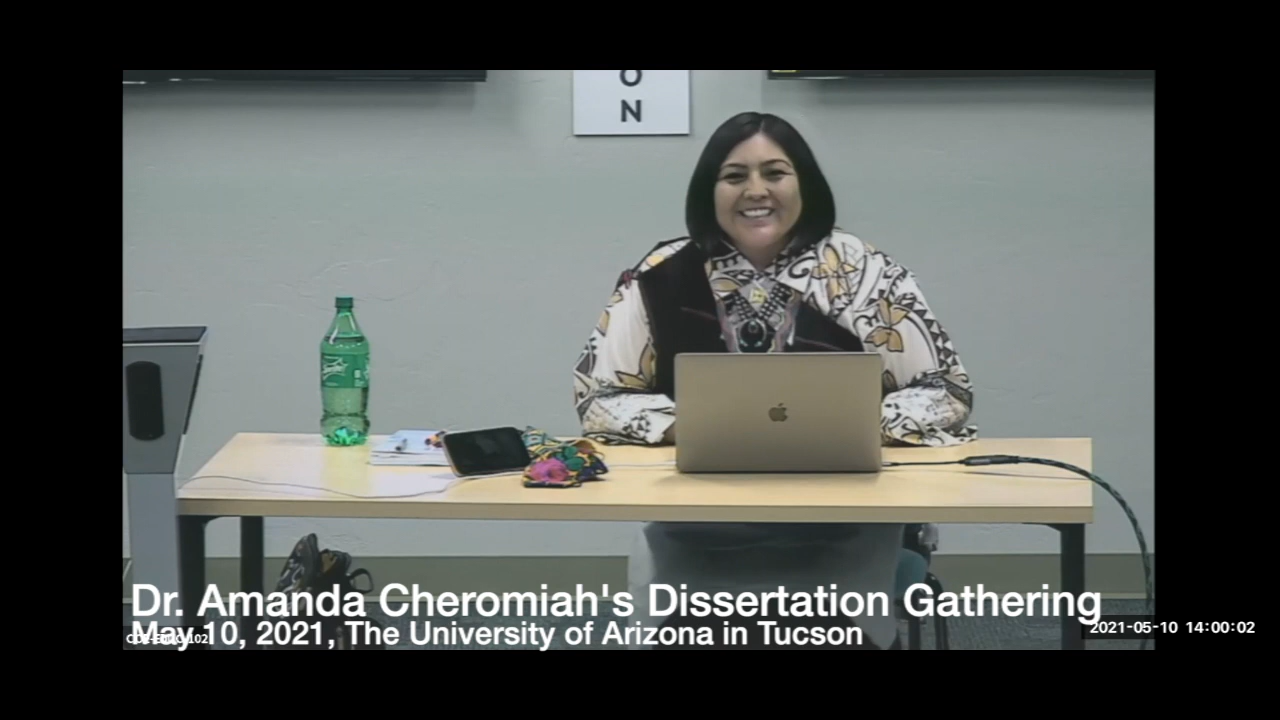 O
N
Sprite
Dr. Amanda Cheromiah's Dissertation Gathering
May 10, 2021, The University of Arizona in Tucson
2021-05-10 14:00:02